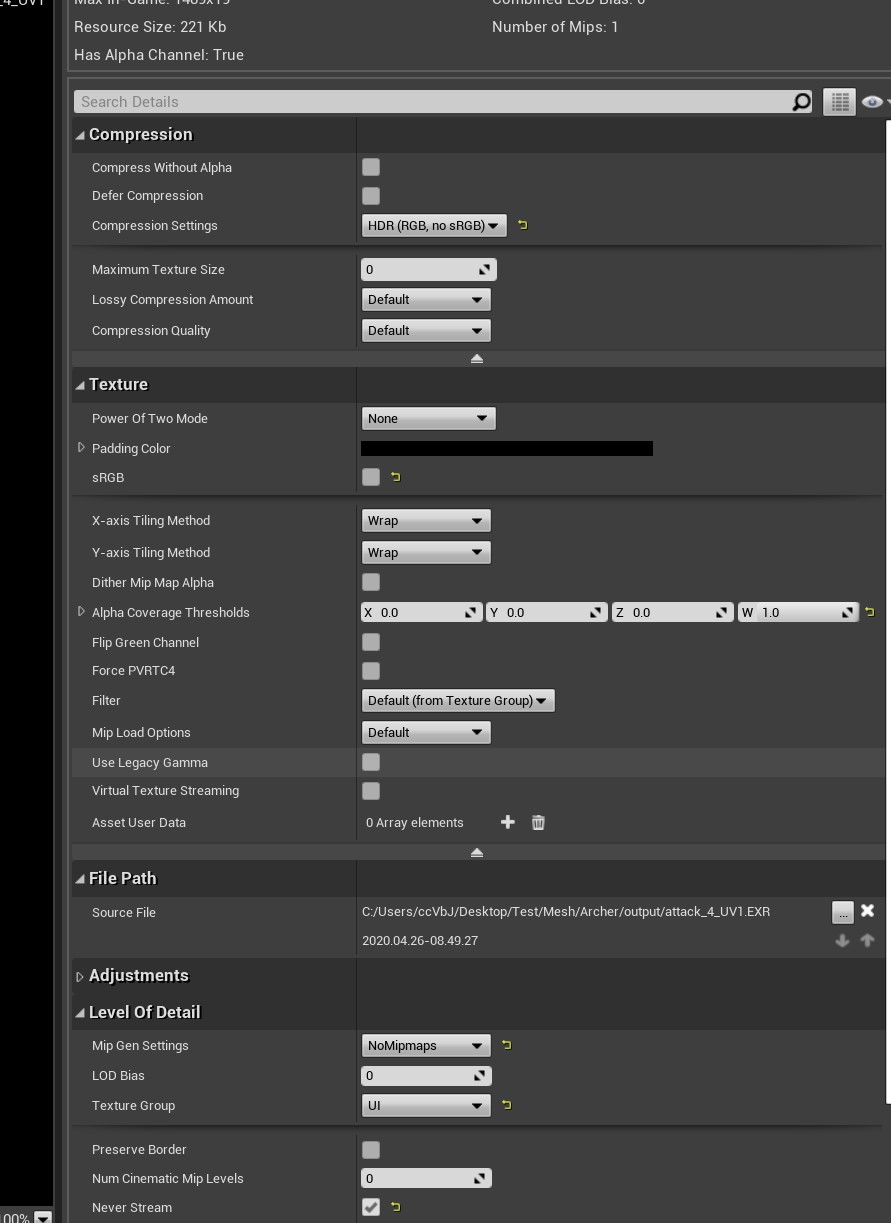 _4_UV1
Max In-Game: 1489x19
Combined LOD Bias: 0
Resource Size: 221 Kb
Number of Mips: 1
Has Alpha Channel: True
Search Details
Compression
Compress Without Alpha
Defer Compression
Compression Settings HDR (RGB, no sRGB)
Maximum Texture Size 0
Lossy Compression Amount Default
Compression Quality Default
Texture
Power Of Two Mode None
Padding Color
sRGB
X-axis Tiling Method Wrap
Y-axis Tiling Method Wrap
Dither Mip Map Alpha
Alpha Coverage Thresholds X 0.0 Y 0.0 Z 0.0 W 1.0
Flip Green Channel
Force PVRTC4
Filter Default (from Texture Group)
Mip Load Options Default
Use Legacy Gamma
Virtual Texture Streaming
Asset User Data 0 Array elements
File Path
Source File C:/Users/ccVbJ/Desktop/Test/Mesh/Archer/output/attack_4_UV1.EXR ...
2020.04.26-08.49.27
Adjustments
Level Of Detail
Mip Gen Settings NoMipmaps
LOD Bias 0
Texture Group UI
Preserve Border
Num Cinematic Mip Levels 0
Never Stream
00%